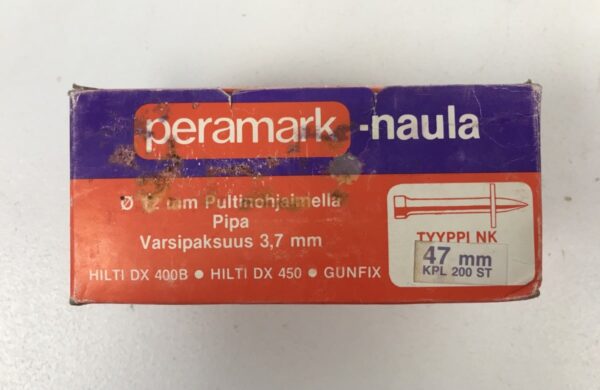 peramark -naula
Ø 12 mm Pultinohjaimella
Pipa
Varsipaksuus 3,7 mm
HILTI DX 400B ● HILTI DX 450 ● GUNFIX
TYYPPI NK
47 mm
KPL 200 ST